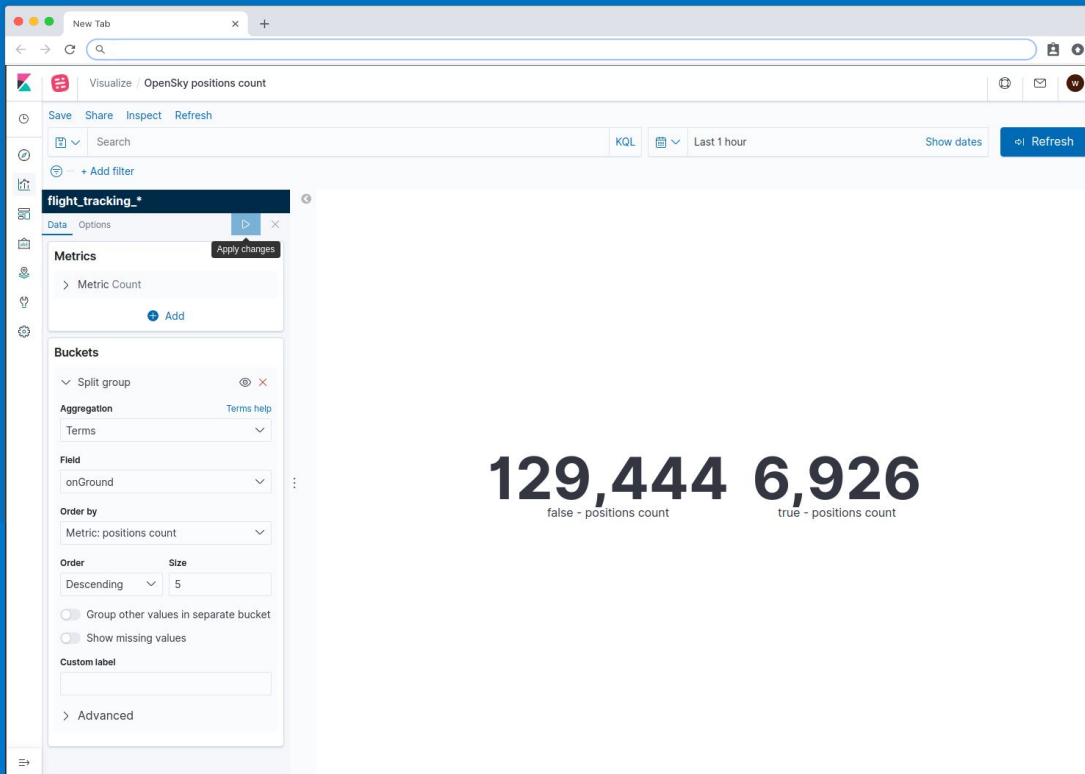 New Tab
Visualize / OpenSky positions count
W
Save Share Inspect Refresh
Search KQL Last 1 hour Show dates Refresh
+ Add filter
flight_tracking_*
Data Options
Apply changes
Metrics
Metric Count
Add
Buckets
Split group
Aggregation Terms help
Terms
Field
onGround
Order by
Metric: positions count
Order Size
Descending 5
Group other values in separate bucket
Show missing values
Custom label
Advanced
129,444 6,926
false - positions count true - positions count